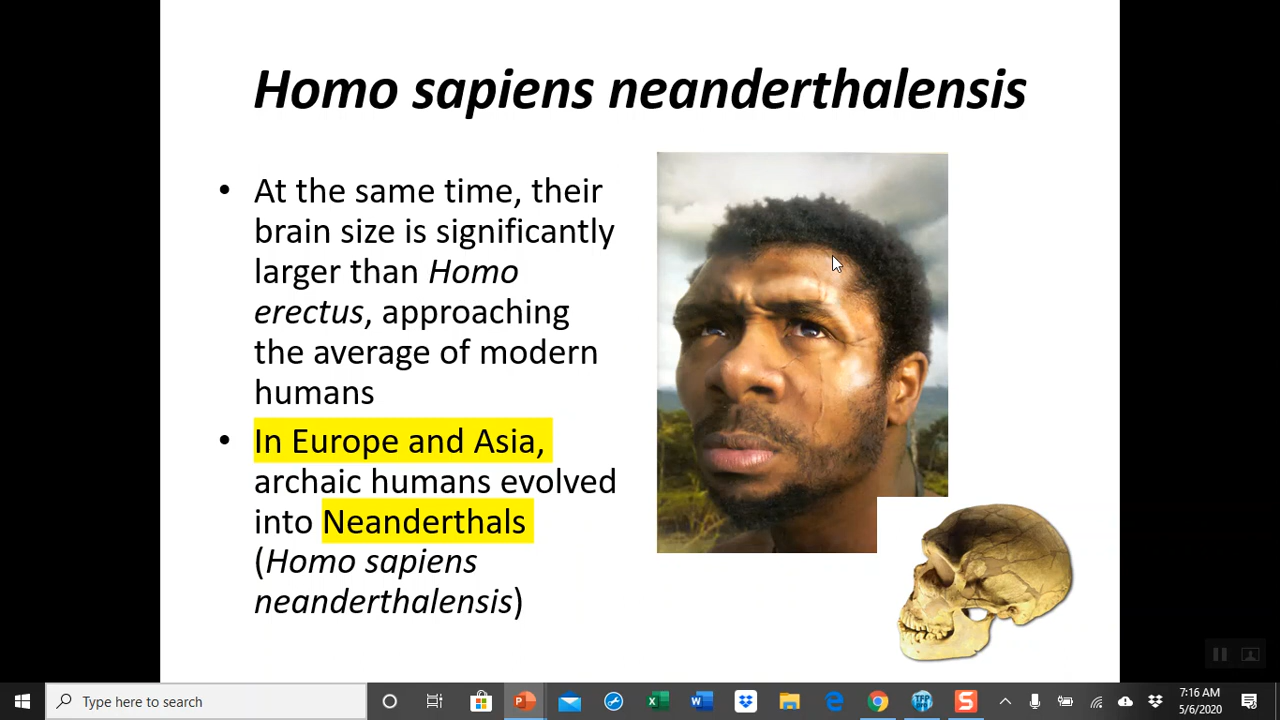 Homo sapiens neanderthalensis
• At the same time, their
brain size is significantly
larger than Homo
erectus, approaching
the average of modern
humans
• In Europe and Asia,
archaic humans evolved
into Neanderthals
(Homo sapiens
neanderthalensis)
Type here to search
7:16 AM
5/6/2020